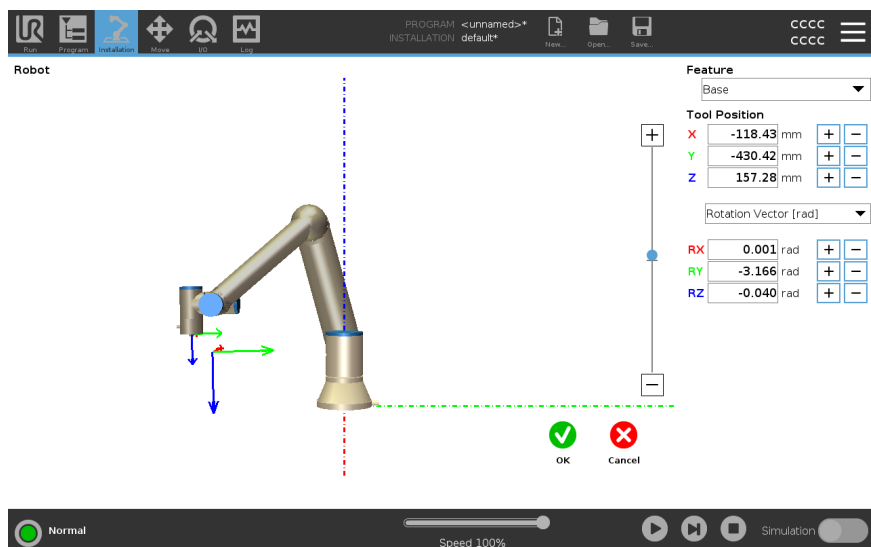 PROGRAM <unnamed>*
INSTALLATION default*
CCCC
CCCC
Run Program Installation Move I/O Log New... Open... Save...
Robot
Feature
Base
Tool Position
X -118.43 mm + −
Y -430.42 mm + −
Z 157.28 mm + −
Rotation Vector [rad]
RX 0.001 rad + −
RY -3.166 rad + −
RZ -0.040 rad + −
+
−
OK Cancel
Normal
Speed 100%
Simulation